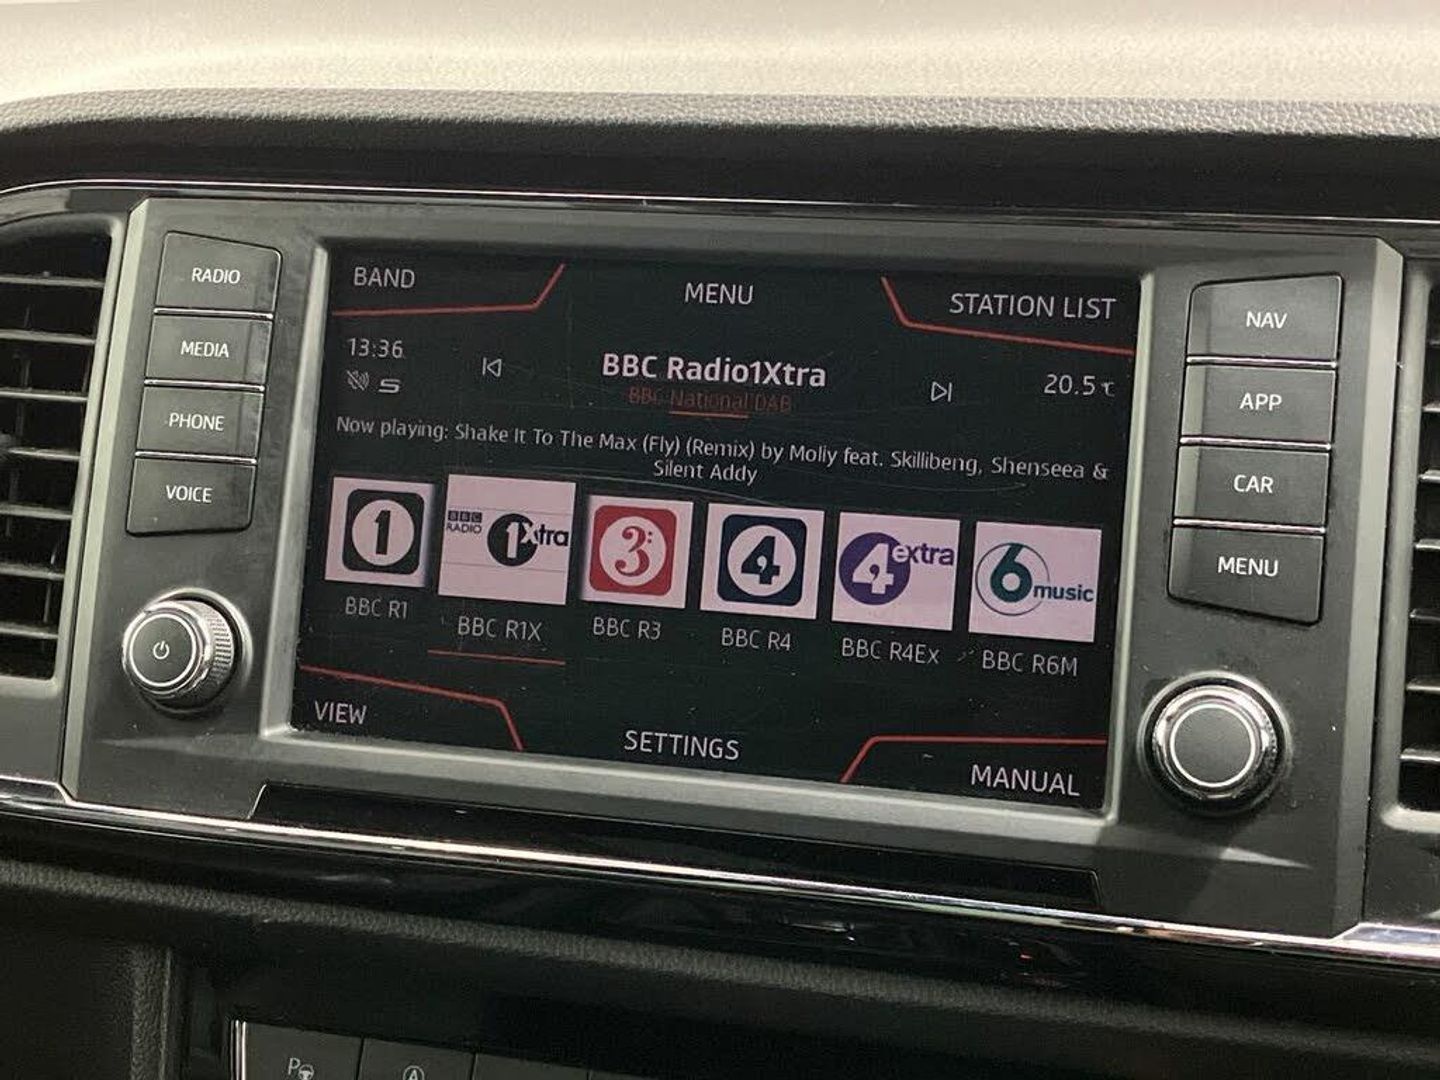 RADIO
MEDIA
PHONE
VOICE
BAND
MENU
STATION LIST
13:36
BBC Radio1Xtra
20.5℃
BBC National DAB
Now playing: Shake It To The Max (Fly) (Remix) by Moliy feat. Skillibeng, Shenseea &
Silent Addy
1
BBC RADIO 1Xtra
3
4
4 extra
6 music
BBC R1
BBC R1X
BBC R3
BBC R4
BBC R4Ex
BBC R6M
VIEW
SETTINGS
MANUAL
NAV
APP
CAR
MENU
P
A